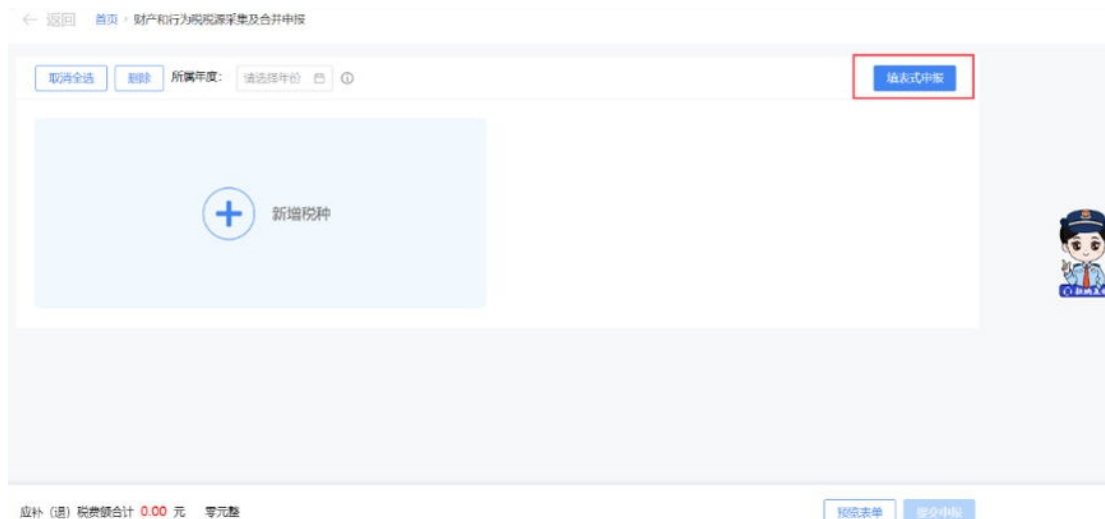 ← 返回 首页 › 财产和行为税税源采集及合并申报
取消全选 删除 所属年度： 请选择年份 填表式申报
新增税种
应补（退）税费额合计 0.00 元 零元整 预览表单 提交申报